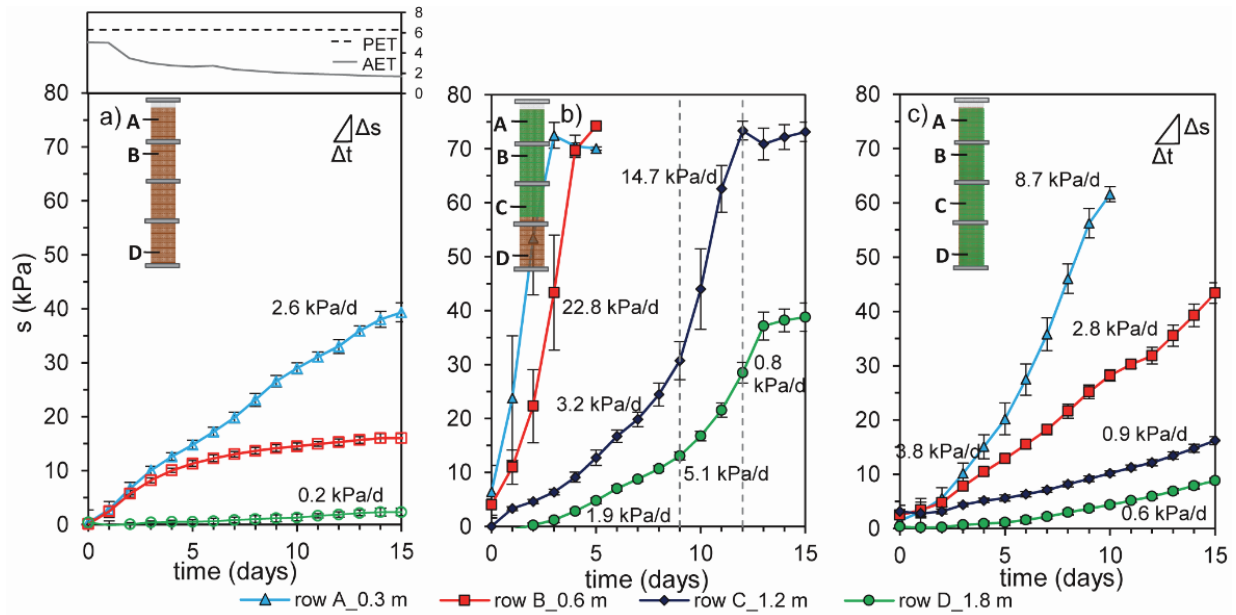 8
6
4
2
0
PET
AET
80
70
60
50
40
30
20
10
0
s (kPa)
a)
A
B
D
Δs
Δt
2.6 kPa/d
0.2 kPa/d
0 5 10 15
time (days)
80
70
60
50
40
30
20
10
0
b)
A
B
C
D
14.7 kPa/d
22.8 kPa/d
3.2 kPa/d
0.8
kPa/d
5.1 kPa/d
1.9 kPa/d
0 5 10 15
time (days)
80
70
60
50
40
30
20
10
0
c)
A
B
C
D
Δs
Δt
8.7 kPa/d
2.8 kPa/d
3.8 kPa/d
0.9 kPa/d
0.6 kPa/d
0 5 10 15
time (days)
row A_0.3 m row B_0.6 m row C_1.2 m row D_1.8 m